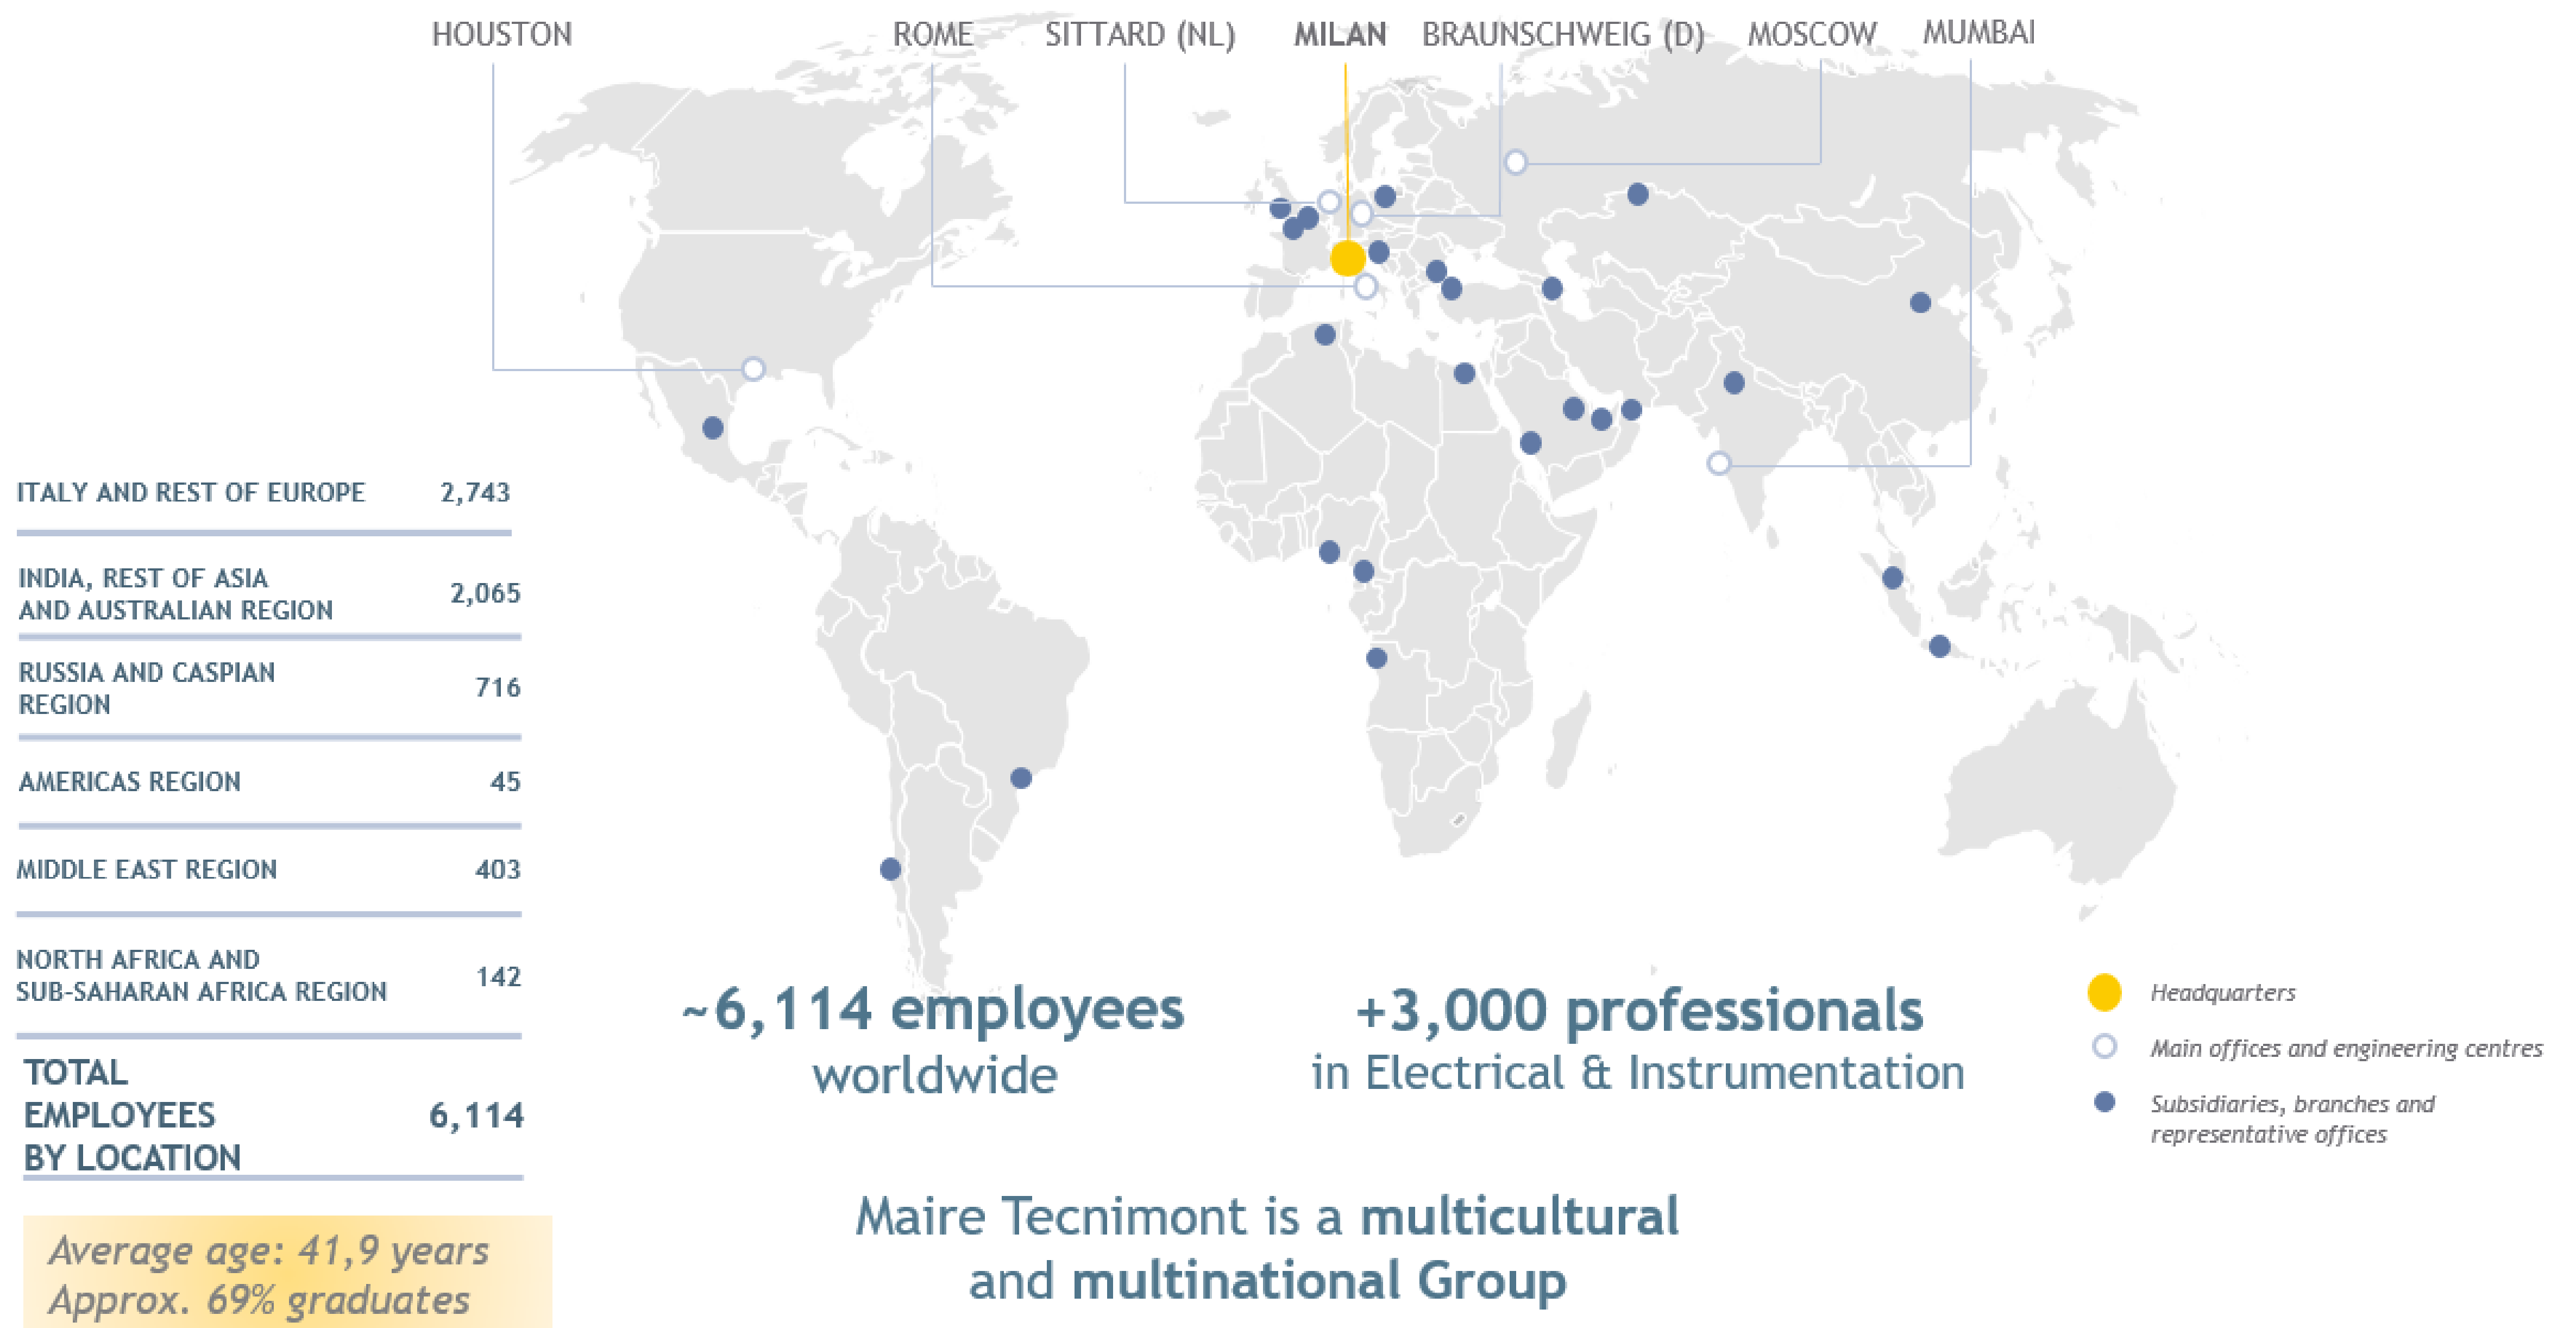 HOUSTON
ROME
SITTARD (NL)
MILAN
BRAUNSCHWEIG (D)
MOSCOW
MUMBAI
ITALY AND REST OF EUROPE 2,743
INDIA, REST OF ASIA
AND AUSTRALIAN REGION 2,065
RUSSIA AND CASPIAN
REGION 716
AMERICAS REGION 45
MIDDLE EAST REGION 403
NORTH AFRICA AND
SUB-SAHARAN AFRICA REGION 142
TOTAL
EMPLOYEES 6,114
BY LOCATION
Average age: 41,9 years
Approx. 69% graduates
~6,114 employees
worldwide
+3,000 professionals
in Electrical & Instrumentation
Maire Tecnimont is a multicultural
and multinational Group
Headquarters
Main offices and engineering centres
Subsidiaries, branches and
representative offices